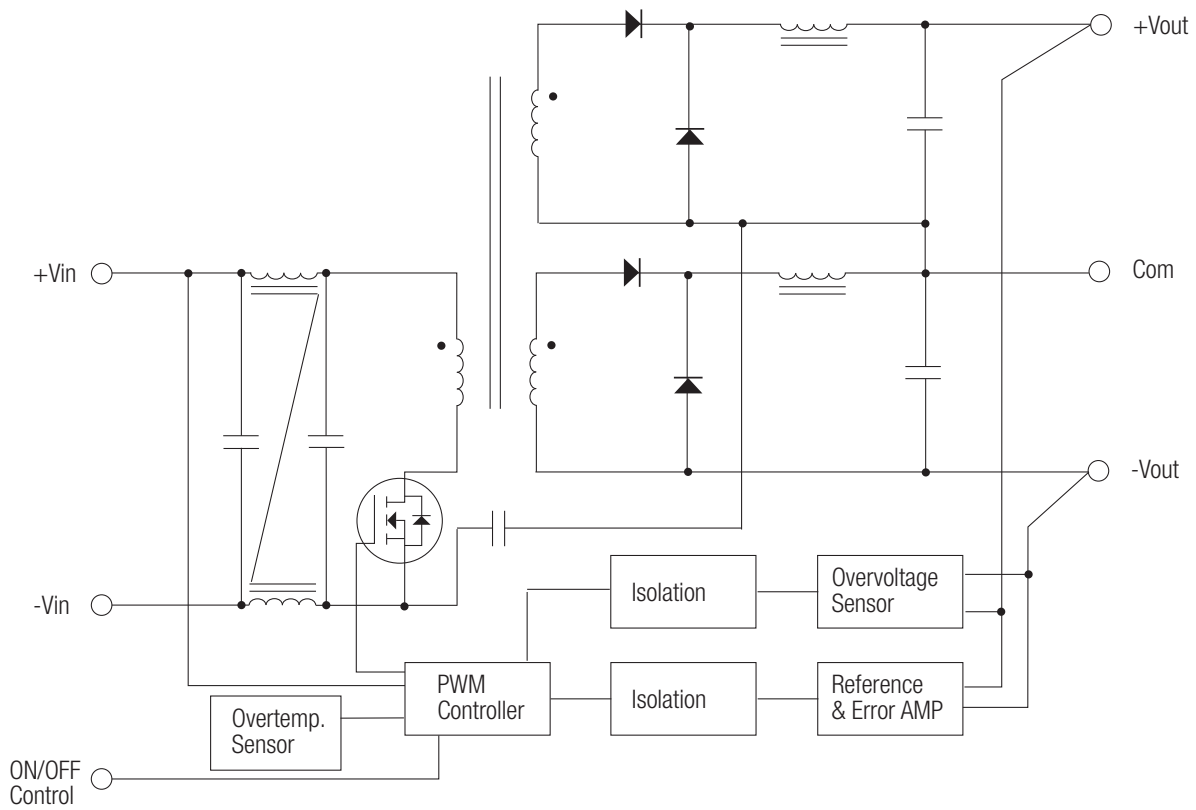 +Vout
+Vin
Com
-Vout
-Vin
Isolation
Overvoltage
Sensor
PWM
Controller
Isolation
Reference
& Error AMP
Overtemp.
Sensor
ON/OFF
Control